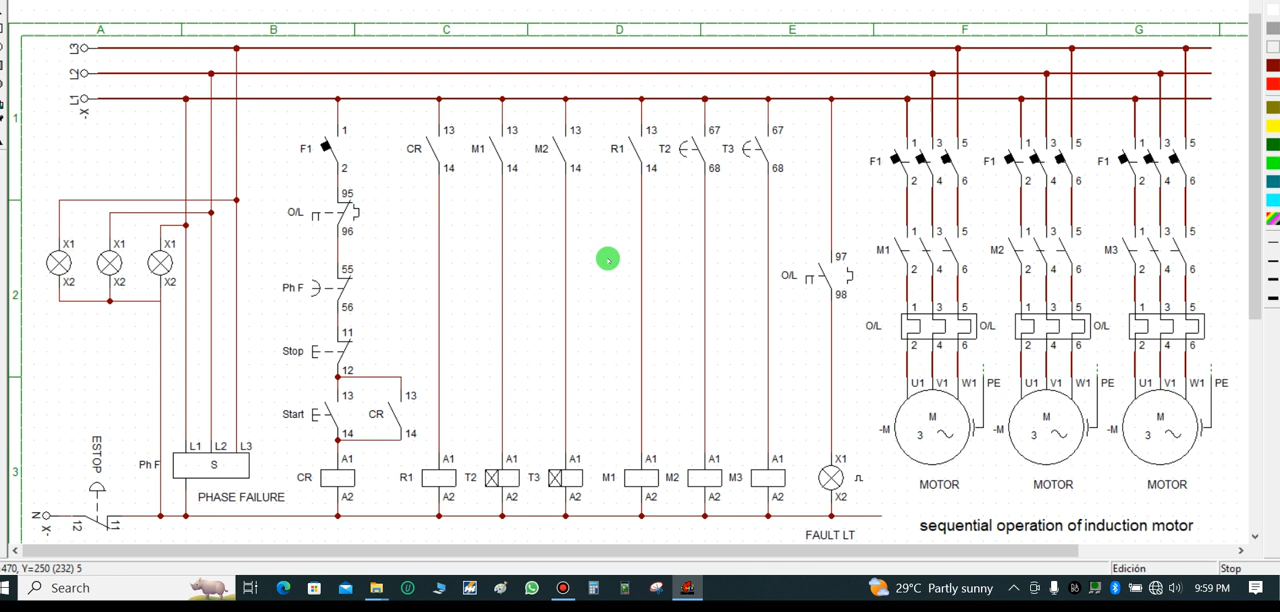 A B C D E F G
L3
L2
L1
X-
1
1 13 13 13 13 67 67 1 3 5 1 3 5 1 3 5
F1 CR M1 M2 R1 T2 T3 F1 F1 F1
2 14 14 14 14 68 68 2 4 6 2 4 6 2 4 6
95
O/L
96
X1 X1 X1
X2 X2 X2
1 3 5 1 3 5 1 3 5
M1 M2 M3
2 4 6 2 4 6 2 4 6
97
O/L
98
55
Ph F
56
2
1 3 5 1 3 5 1 3 5
O/L O/L O/L
2 4 6 2 4 6 2 4 6
11
Stop
12
U1 V1 W1 PE U1 V1 W1 PE U1 V1 W1 PE
13 13
Start CR
14 14
M M M
-M 3 -M 3 -M 3
ESTOP
L1 L2 L3
Ph F S
3
A1 A1 A1 A1 A1 A1 A1 X1
CR R1 T2 T3 M1 M2 M3
A2 A2 A2 A2 A2 A2 A2 X2
MOTOR MOTOR MOTOR
PHASE FAILURE
N
X-
12 11
sequential operation of induction motor
FAULT LT
470, Y=250 (232) 5 Edición Stop
Search 29°C Partly sunny 9:59 PM